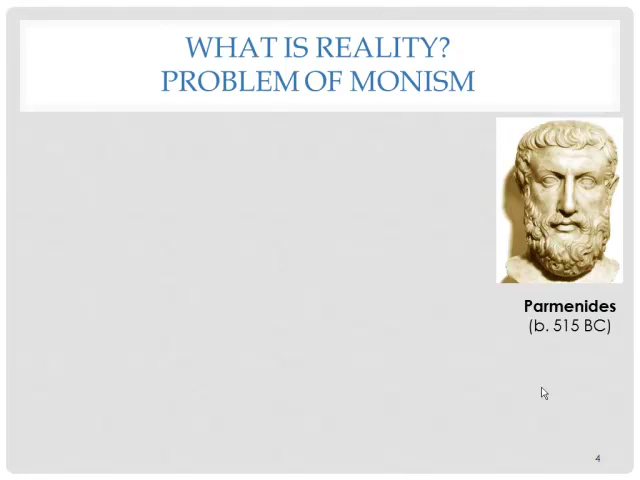 WHAT IS REALITY?
PROBLEM OF MONISM
Parmenides
(b. 515 BC)
4